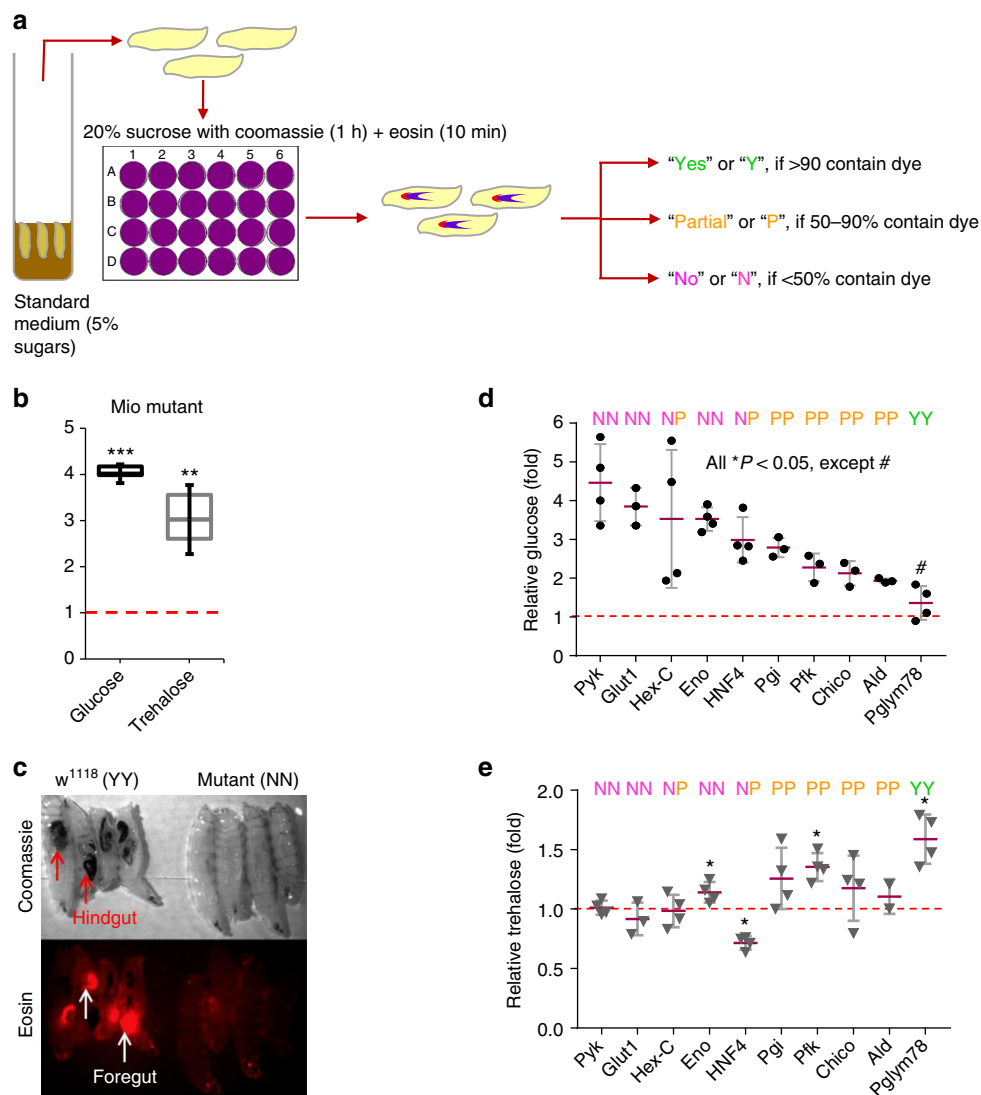 a
20% sucrose with coomassie (1 h) + eosin (10 min)
1 2 3 4 5 6
A
B
C
D
Standard
medium (5%
sugars)
“Yes” or “Y”, if >90 contain dye
“Partial” or “P”, if 50–90% contain dye
“No” or “N”, if <50% contain dye
b
Mio mutant
5
4
3
2
1
0
***
**
Glucose
Trehalose
c
w1118 (YY)
Mutant (NN)
Coomassie
Hindgut
Eosin
Foregut
d
NN NN NP NN NP PP PP PP PP YY
All *P < 0.05, except #
#
Relative glucose (fold)
6
5
4
3
2
1
0
Pyk
Glut1
Hex-C
Eno
HNF4
Pgi
Pfk
Chico
Ald
Pglym78
e
NN NN NP NN NP PP PP PP PP YY
* * * *
Relative trehalose (fold)
2.0
1.5
1.0
0.5
0.0
Pyk
Glut1
Hex-C
Eno
HNF4
Pgi
Pfk
Chico
Ald
Pglym78